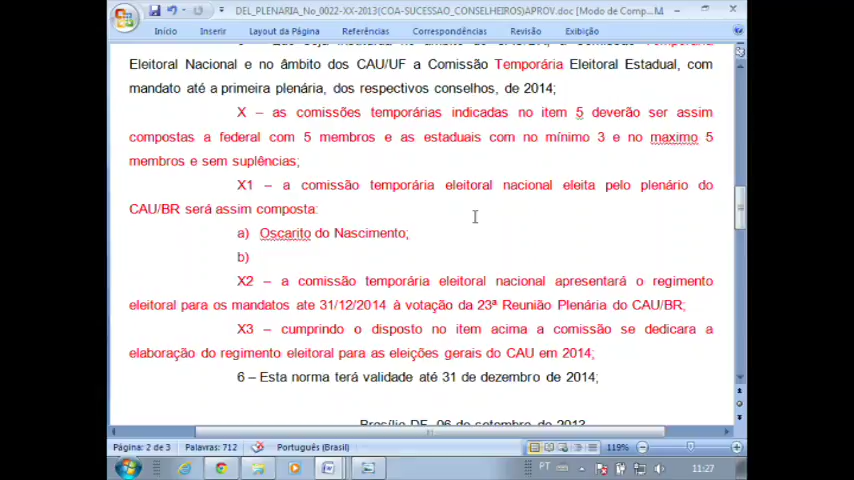 DEL_PLENARIA_No_0022-XX-2013(COA-SUCESSAO_CONSELHEIROS)APROV.doc [Modo de Comp...
Início Inserir Layout da Página Referências Correspondências Revisão Exibição
Eleitoral Nacional e no âmbito dos CAU/UF a Comissão Temporária Eleitoral Estadual, com
mandato até a primeira plenária, dos respectivos conselhos, de 2014;
X – as comissões temporárias indicadas no item 5 deverão ser assim
compostas a federal com 5 membros e as estaduais com no mínimo 3 e no maximo 5
membros e sem suplências;
X1 – a comissão temporária eleitoral nacional eleita pelo plenário do
CAU/BR será assim composta:
a) Oscarito do Nascimento;
b)
X2 – a comissão temporária eleitoral nacional apresentará o regimento
eleitoral para os mandatos ate 31/12/2014 à votação da 23ª Reunião Plenária do CAU/BR;
X3 – cumprindo o disposto no item acima a comissão se dedicara a
elaboração do regimento eleitoral para as eleições gerais do CAU em 2014;
6 – Esta norma terá validade até 31 de dezembro de 2014;
Brasília-DF, 06 de setembro de 2013
Página: 2 de 3 Palavras: 712 Português (Brasil) 119%
PT 11:27